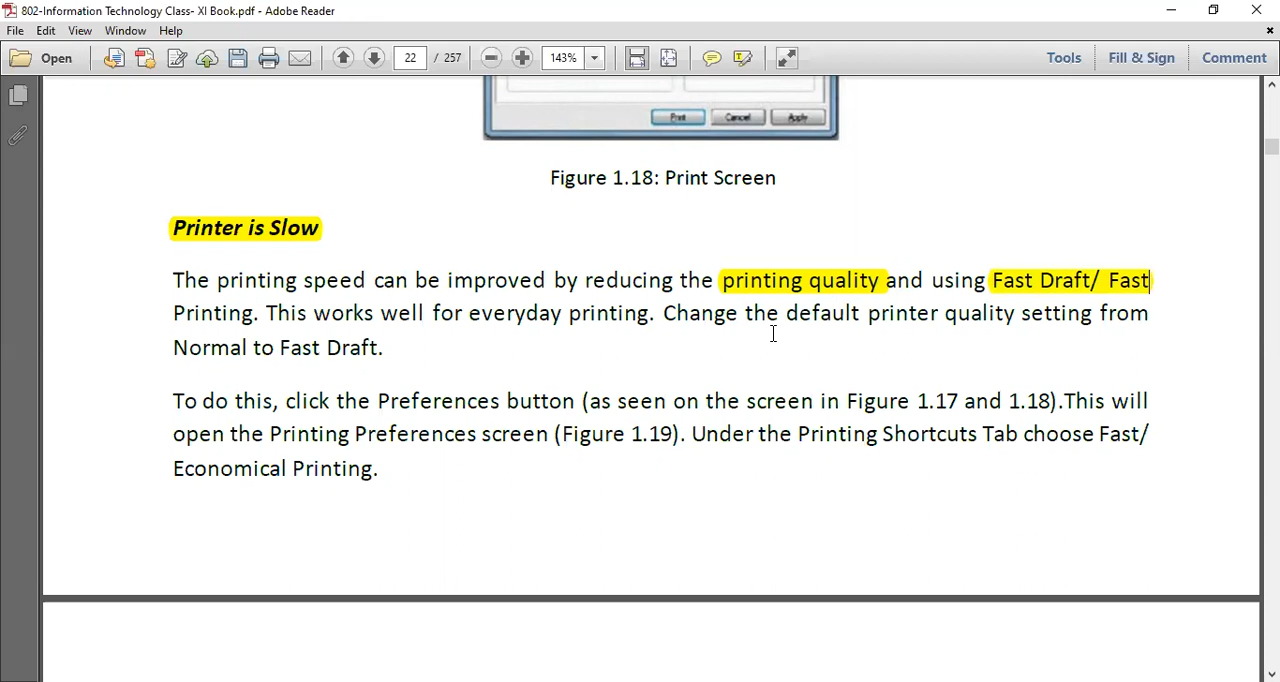 802-Information Technology Class- XI Book.pdf - Adobe Reader
File Edit View Window Help
Open 22 / 257 143% Tools Fill & Sign Comment
Print Cancel Apply
Figure 1.18: Print Screen
Printer is Slow
The printing speed can be improved by reducing the printing quality and using Fast Draft/ Fast
Printing. This works well for everyday printing. Change the default printer quality setting from
Normal to Fast Draft.
To do this, click the Preferences button (as seen on the screen in Figure 1.17 and 1.18).This will
open the Printing Preferences screen (Figure 1.19). Under the Printing Shortcuts Tab choose Fast/
Economical Printing.